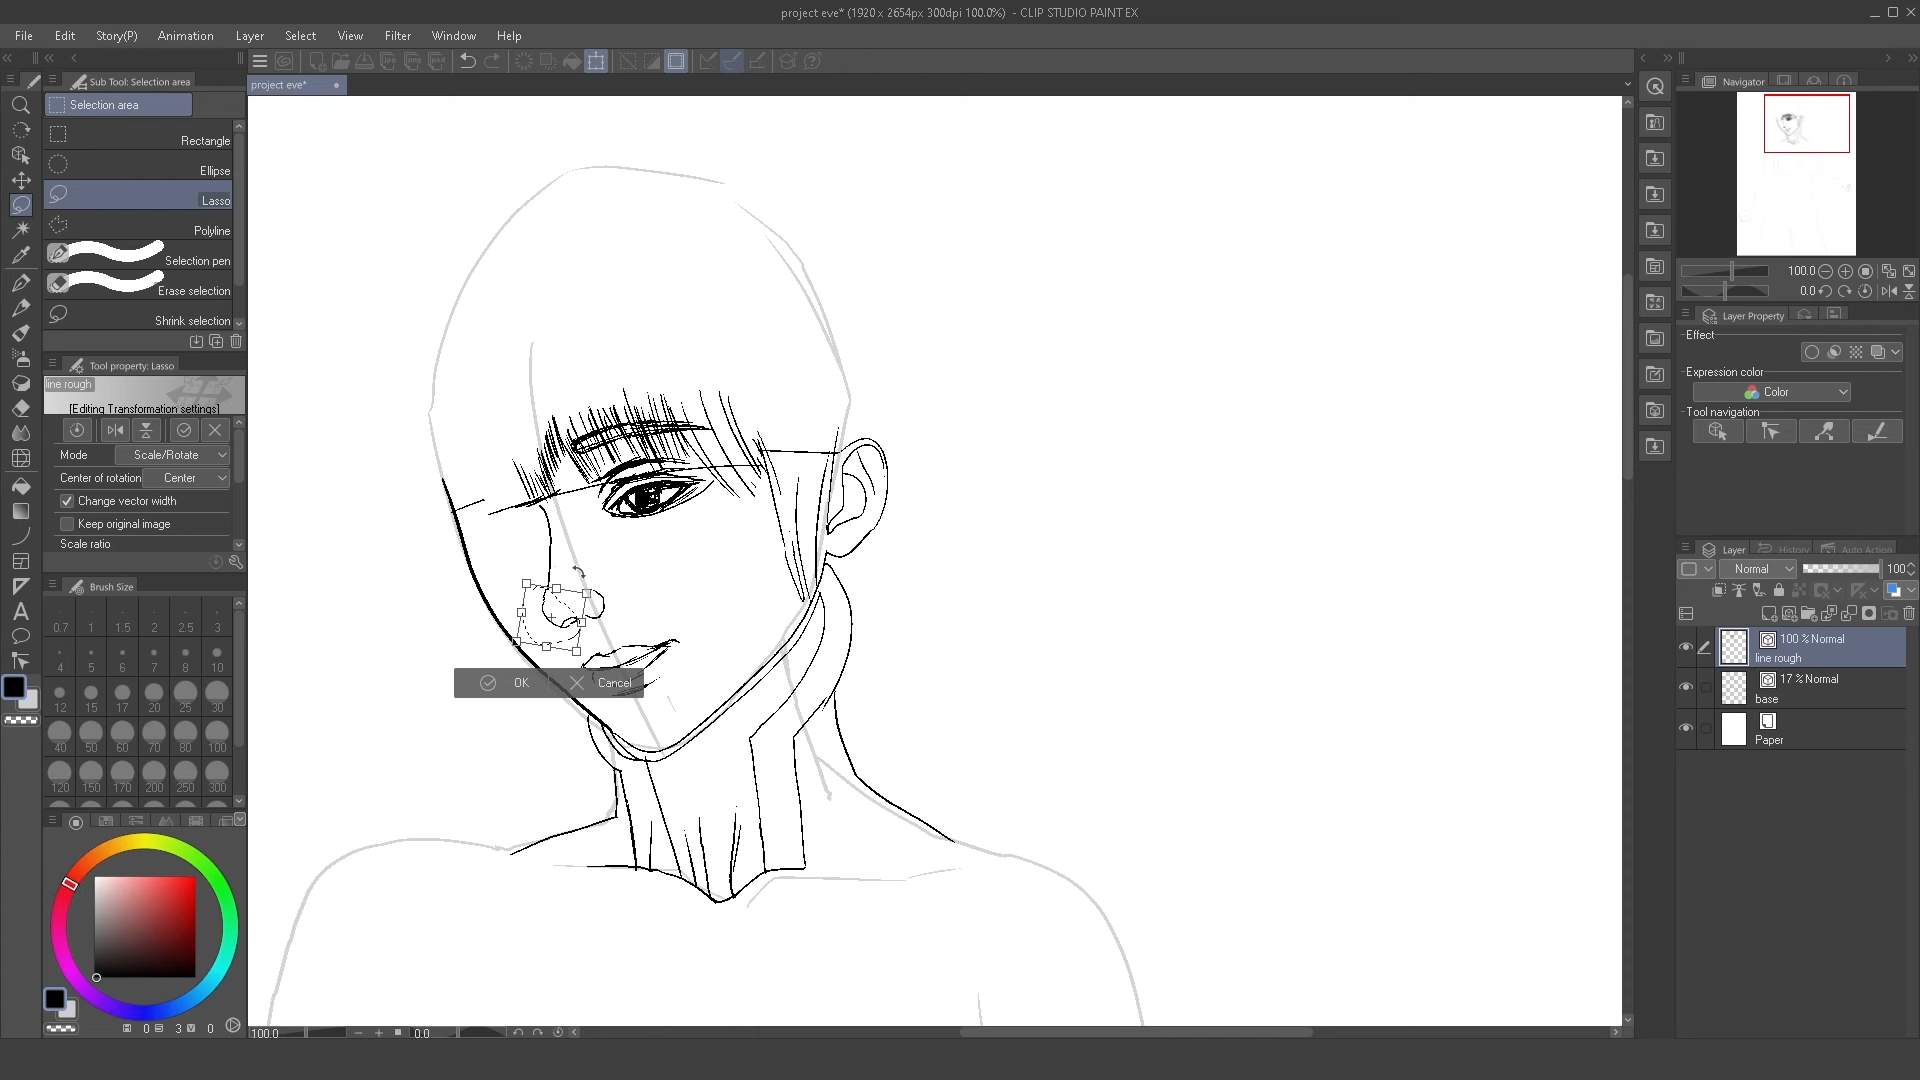 project eve* (1920 x 2654px 300dpi 100.0%) - CLIP STUDIO PAINT EX
File Edit Story(P) Animation Layer Select View Filter Window Help
Sub Tool: Selection area
project eve*
Navigator
Selection area
Rectangle
Ellipse
Lasso
Polyline
Selection pen
Erase selection
Shrink selection
100.0
0.0
Layer Property
Effect
Expression color
Color
Tool navigation
Tool property: Lasso
line rough
[Editing Transformation settings]
Mode Scale/Rotate
Center of rotation Center
Change vector width
Keep original image
Scale ratio
Brush Size
0.7 1 1.5 2 2.5 3
4 5 6 7 8 10
12 15 17 20 25 30
40 50 60 70 80 100
120 150 170 200 250 300
OK Cancel
Layer History Auto Action
Normal 100
100 % Normal
line rough
17 % Normal
base
Paper
H 0 S 3 V 0
100.0 0.0